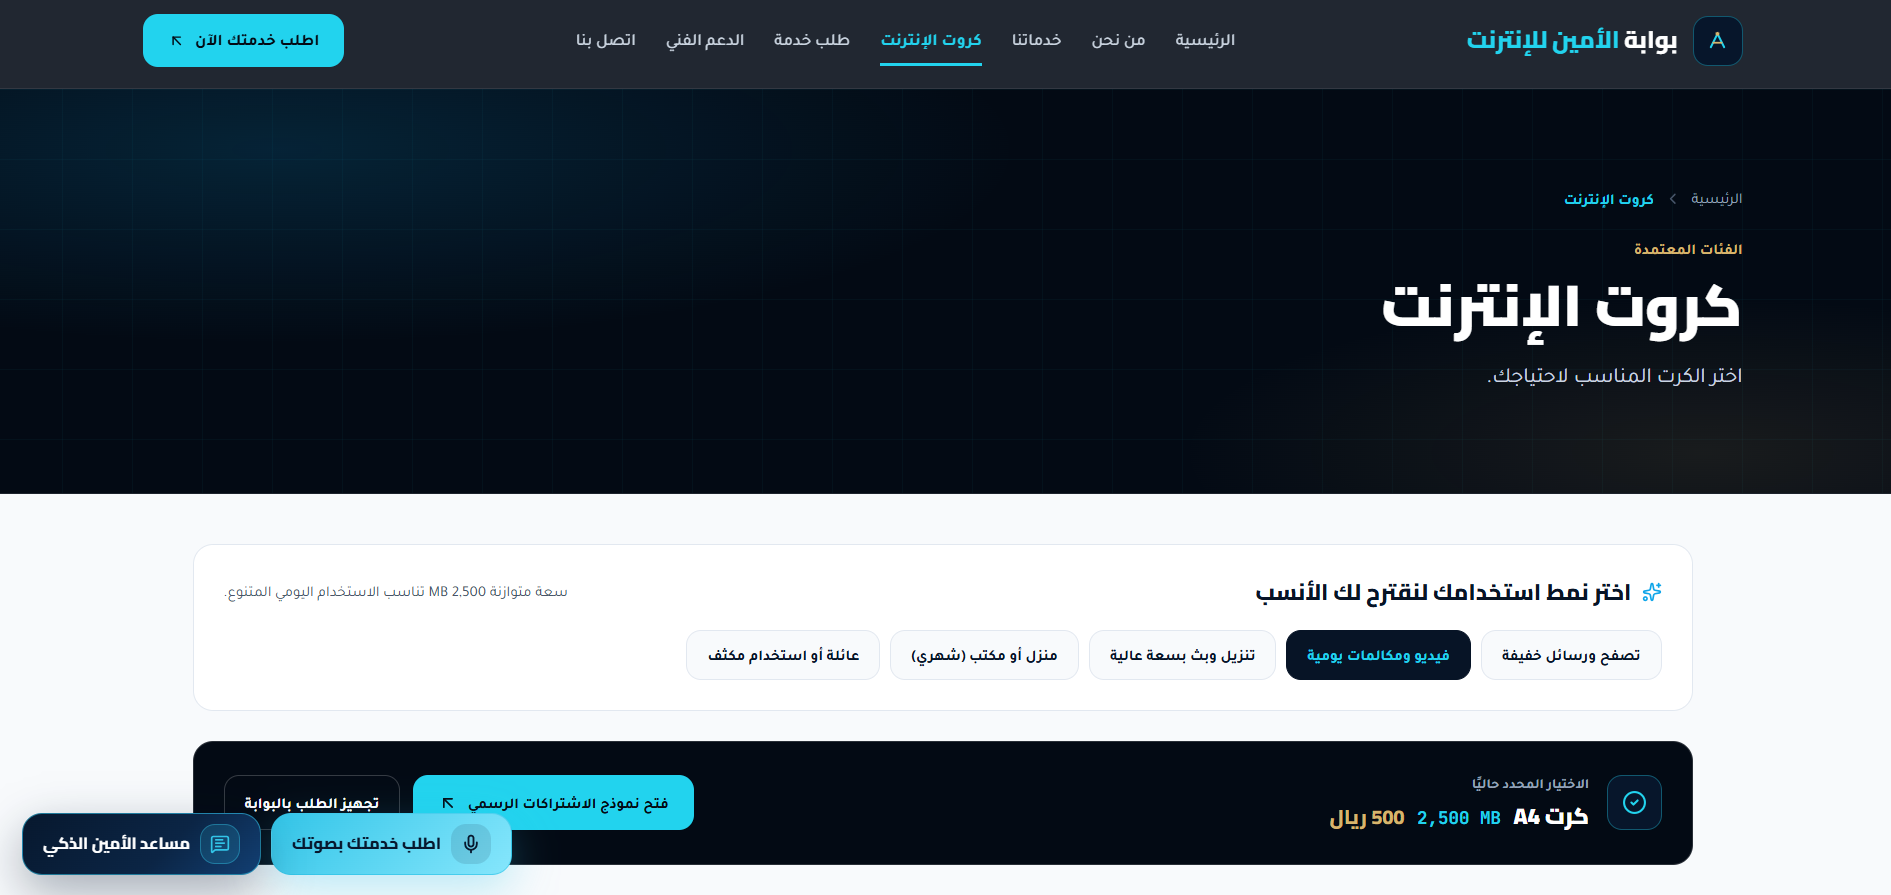 بوابة الأمين للإنترنت
الرئيسية
من نحن
خدماتنا
كروت الإنترنت
طلب خدمة
الدعم الفني
اتصل بنا
اطلب خدمتك الآن
الرئيسية
كروت الإنترنت
الفئات المعتمدة
كروت الإنترنت
اختر الكرت المناسب لاحتياجك.
اختر نمط استخدامك لنقترح لك الأنسب
سعة متوازنة 2,500 MB تناسب الاستخدام اليومي المتنوع.
تصفح ورسائل خفيفة
فيديو ومكالمات يومية
تنزيل وبث بسعة عالية
منزل أو مكتب (شهري)
عائلة أو استخدام مكثف
الاختيار المحدد حاليًا
كرت A4 2,500 MB 500 ريال
فتح نموذج الاشتراكات الرسمي
تجهيز الطلب بالبوابة
اطلب خدمتك بصوتك
مساعد الأمين الذكي